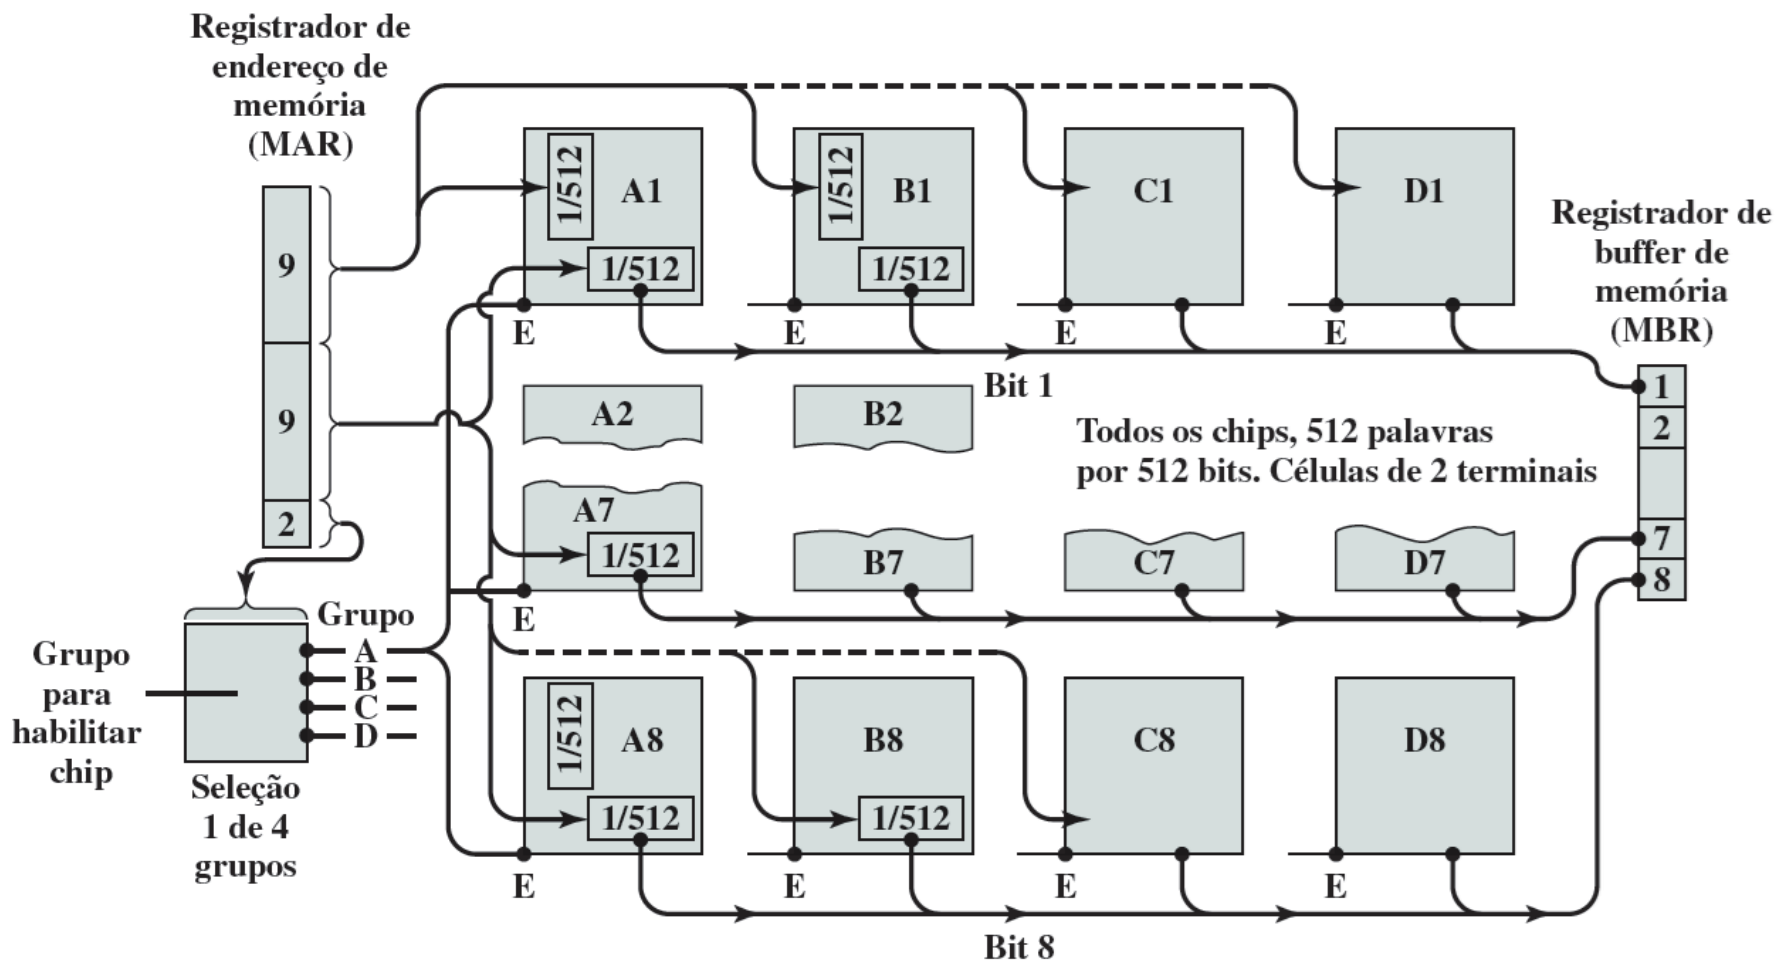 Registrador de
endereço de
memória
(MAR)
9
9
2
Grupo
para
habilitar
chip
Grupo
A
B
C
D
Seleção
1 de 4
grupos
1/512
A1
1/512
E
1/512
B1
1/512
E
C1
E
D1
E
Bit 1
A2
B2
Todos os chips, 512 palavras
por 512 bits. Células de 2 terminais
A7
1/512
E
B7
C7
D7
1/512
A8
1/512
E
B8
1/512
E
C8
E
D8
E
Bit 8
Registrador de
buffer de
memória
(MBR)
1
2
7
8